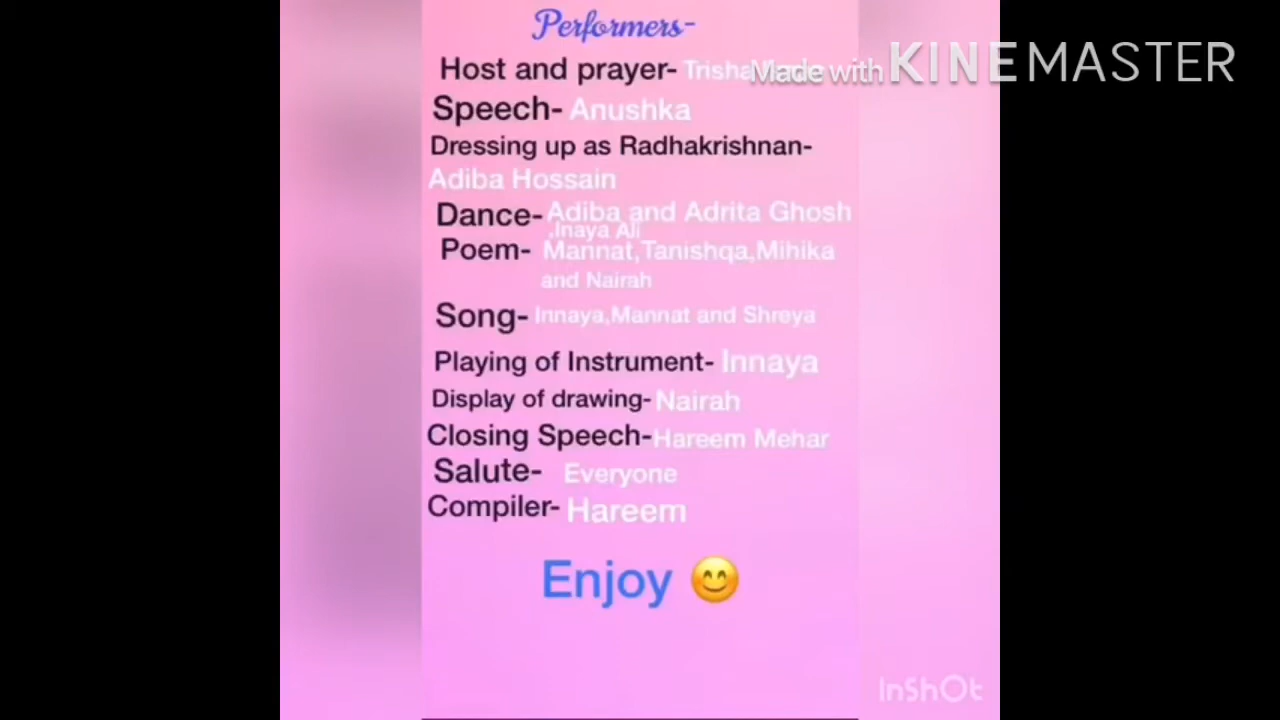 Performers-
Host and prayer- Trisha
Made with KINEMASTER
Speech- Anushka
Dressing up as Radhakrishnan-
Adiba Hossain
Dance- Adiba and Adrita Ghosh
,Inaya Ali
Poem- Mannat,Tanishqa,Mihika
and Nairah
Song- Innaya,Mannat and Shreya
Playing of Instrument- Innaya
Display of drawing- Nairah
Closing Speech- Hareem Mehar
Salute- Everyone
Compiler- Hareem
Enjoy 😊
InShOt